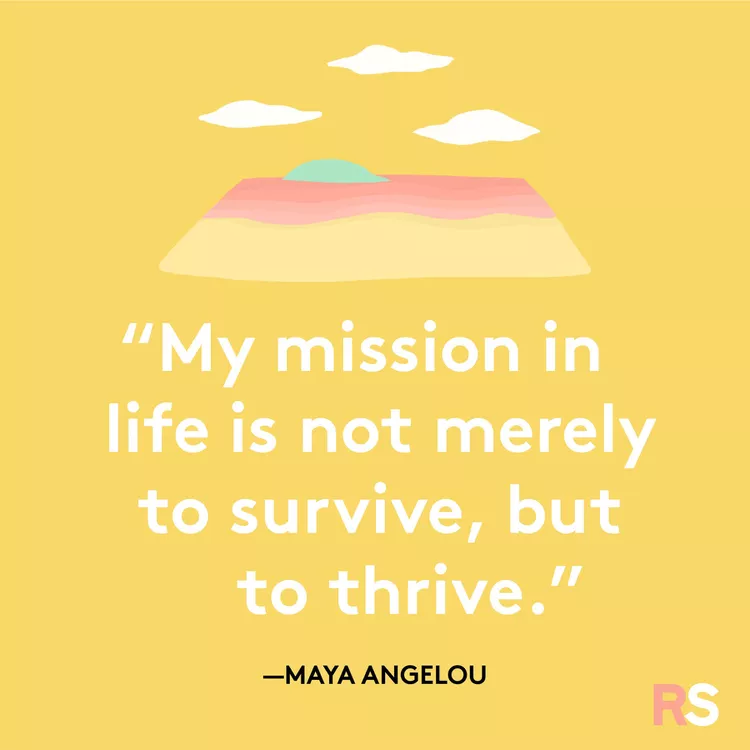 “My mission in
life is not merely
to survive, but
to thrive.”
—MAYA ANGELOU
RS